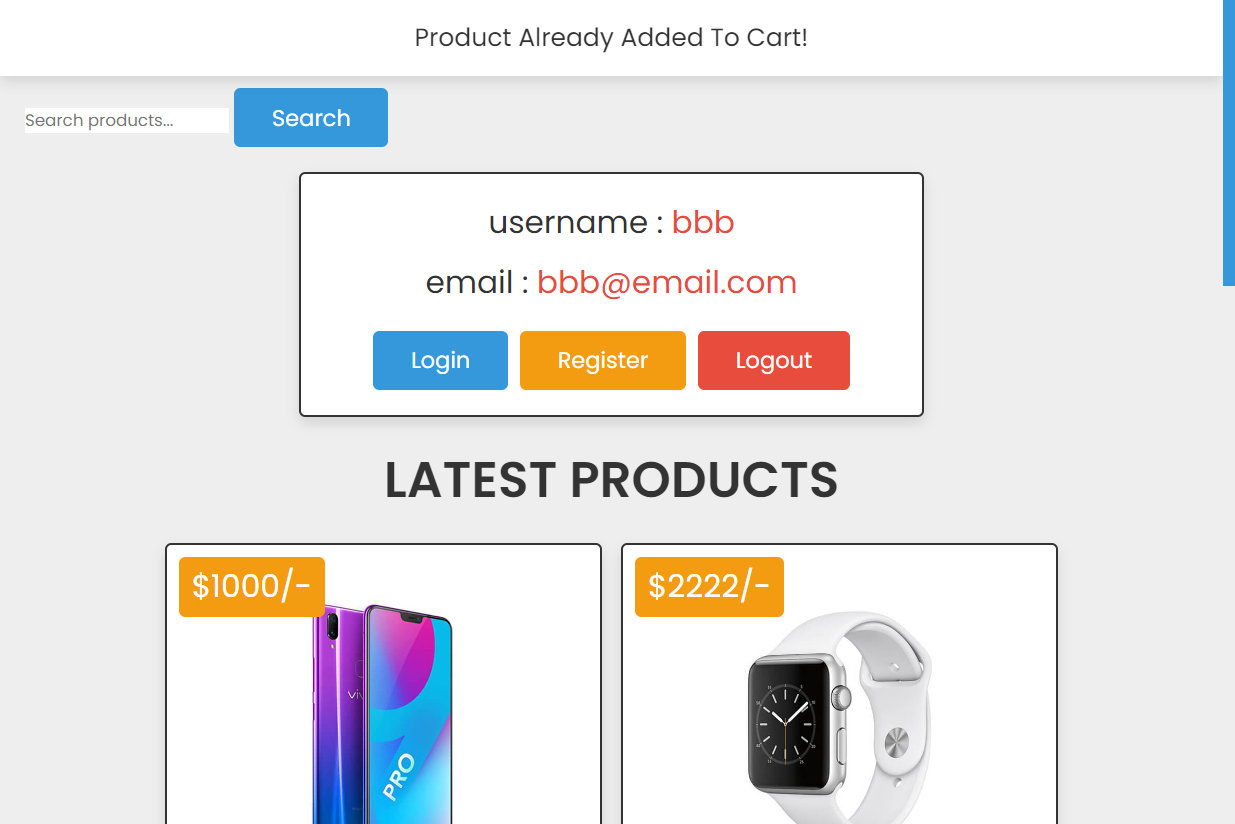 Product Already Added To Cart!
Search products...
Search
username : bbb
email : bbb@email.com
Login
Register
Logout
LATEST PRODUCTS
$1000/-
$2222/-
PRO